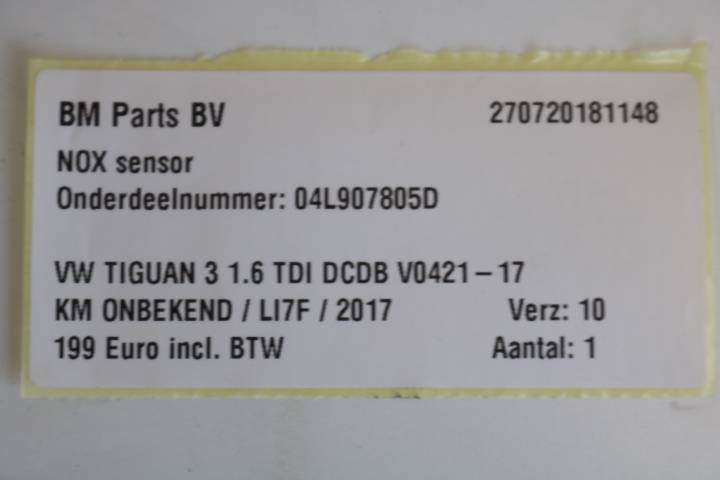 BM Parts BV 270720181148
NOX sensor
Onderdeelnummer: 04L907805D
VW TIGUAN 3 1.6 TDI DCDB V0421-17
KM ONBEKEND / LI7F / 2017 Verz: 10
199 Euro incl. BTW Aantal: 1